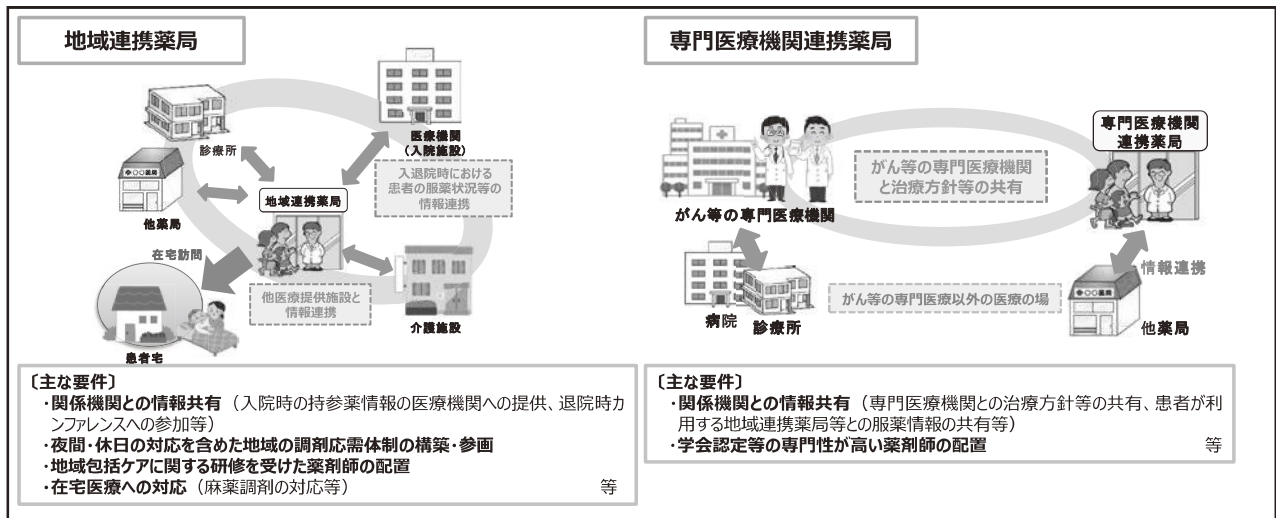 地域連携薬局
診療所
医療機関
(入院施設)
○○薬局
他薬局
地域連携薬局
入退院時における
患者の服薬状況等の
情報連携
在宅訪問
他医療提供施設と
情報連携
介護施設
患者宅
〔主な要件〕
・関係機関との情報共有（入院時の持参薬情報の医療機関への提供、退院時カ
ンファレンスへの参加等）
・夜間・休日の対応を含めた地域の調剤応需体制の構築・参画
・地域包括ケアに関する研修を受けた薬剤師の配置
・在宅医療への対応（麻薬調剤の対応等） 等
専門医療機関連携薬局
がん等の専門医療機関
がん等の専門医療機関
と治療方針等の共有
専門医療機関
連携薬局
病院
診療所
がん等の専門医療以外の医療の場
情報連携
○○薬局
他薬局
〔主な要件〕
・関係機関との情報共有（専門医療機関との治療方針等の共有、患者が利
用する地域連携薬局等との服薬情報の共有等）
・学会認定等の専門性が高い薬剤師の配置 等